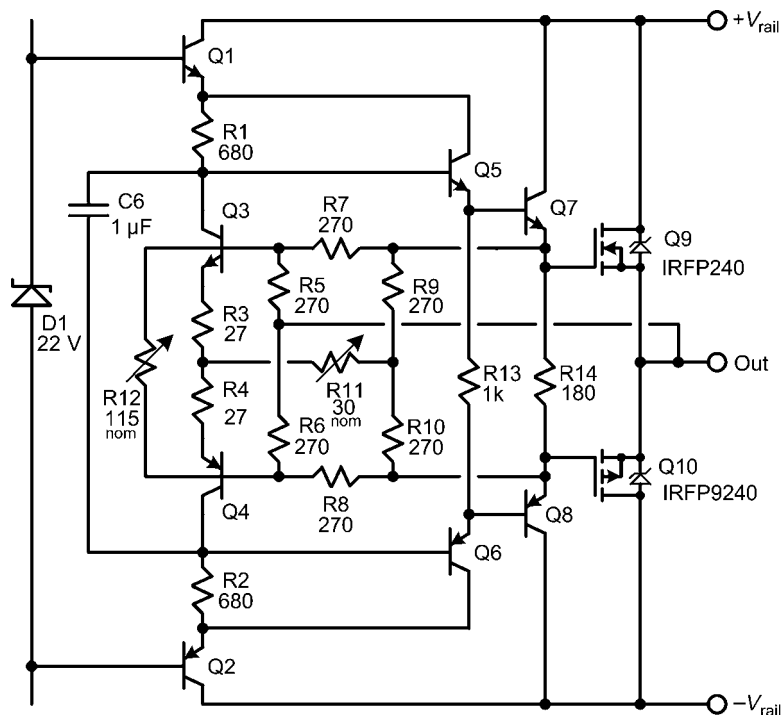 +Vrail
Q1
R1
680
Q5
C6
1 µF
Q3
R7
270
Q7
Q9
IRFP240
R5
270
R9
270
D1
22 V
R3
27
Out
R12
115
nom
R4
27
R11
30
nom
R13
1k
R14
180
R6
270
R10
270
Q10
IRFP9240
Q4
R8
270
Q8
Q6
R2
680
Q2
–Vrail